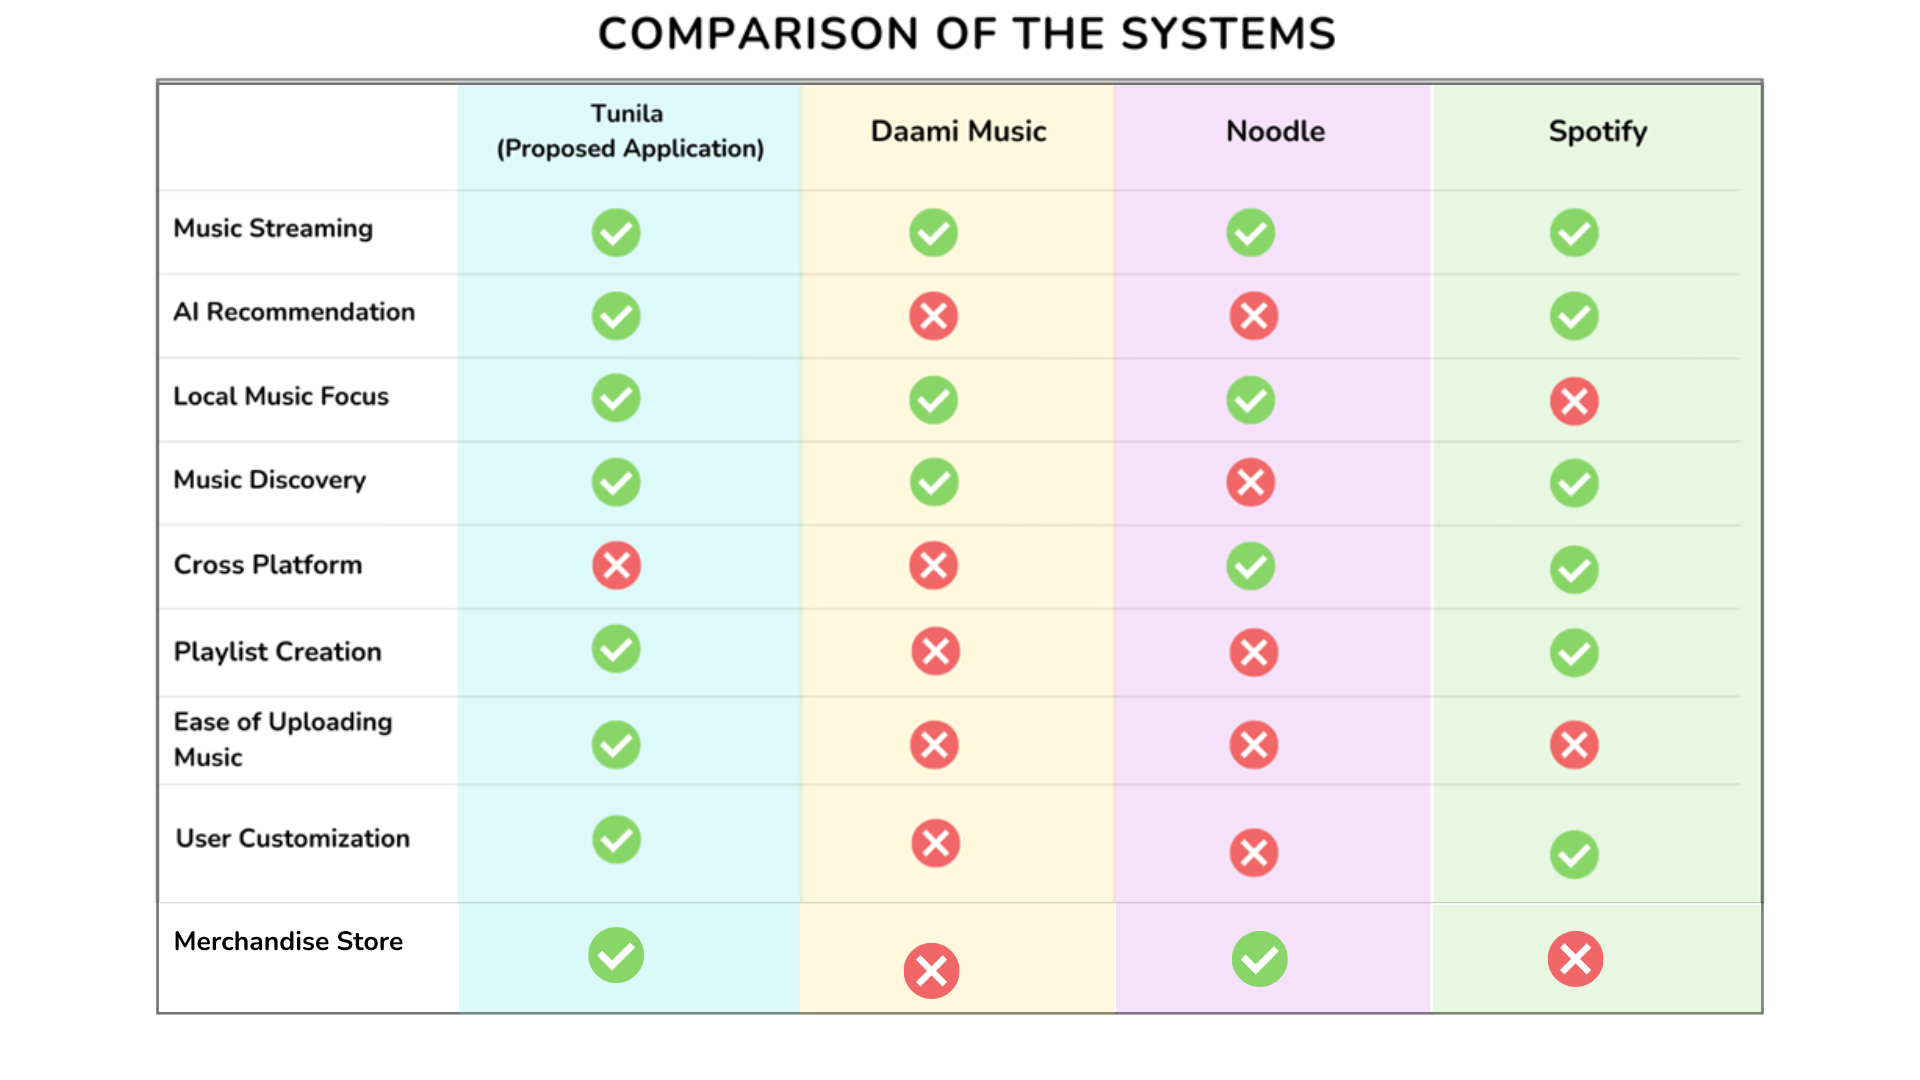 COMPARISON OF THE SYSTEMS
Tunila
(Proposed Application)
Daami Music
Noodle
Spotify
Music Streaming
AI Recommendation
Local Music Focus
Music Discovery
Cross Platform
Playlist Creation
Ease of Uploading
Music
User Customization
Merchandise Store